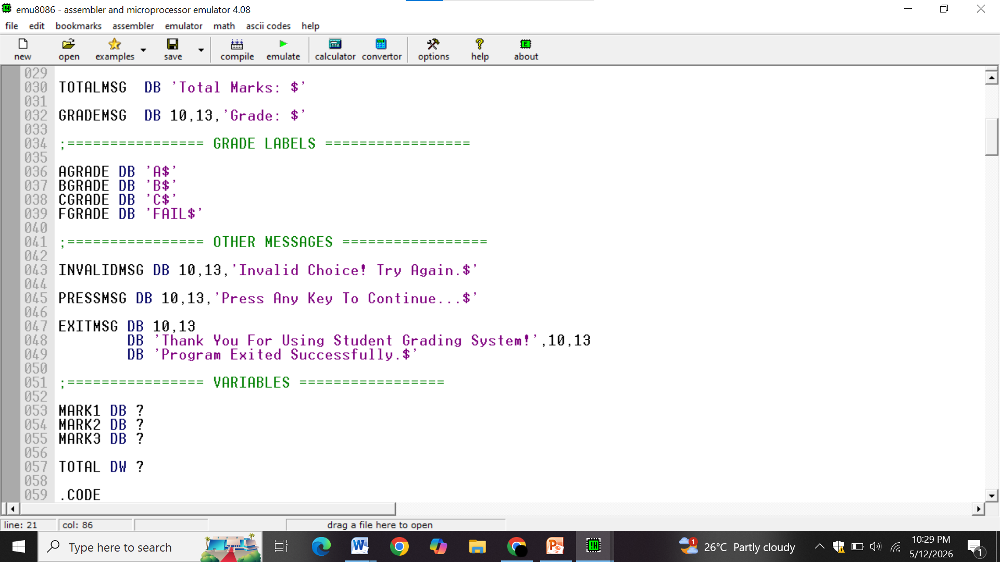 emu8086 - assembler and microprocessor emulator 4.08
file edit bookmarks assembler emulator math ascii codes help
new open examples save compile emulate calculator convertor options help about
029
030 TOTALMSG  DB 'Total Marks: $'
031
032 GRADEMSG  DB 10,13,'Grade: $'
033
034 ;================ GRADE LABELS =================
035
036 AGRADE DB 'A$'
037 BGRADE DB 'B$'
038 CGRADE DB 'C$'
039 FGRADE DB 'FAIL$'
040
041 ;================ OTHER MESSAGES =================
042
043 INVALIDMSG DB 10,13,'Invalid Choice! Try Again.$'
044
045 PRESSMSG DB 10,13,'Press Any Key To Continue...$'
046
047 EXITMSG DB 10,13
048         DB 'Thank You For Using Student Grading System!',10,13
049         DB 'Program Exited Successfully.$'
050
051 ;================ VARIABLES =================
052
053 MARK1 DB ?
054 MARK2 DB ?
055 MARK3 DB ?
056
057 TOTAL DW ?
058
059 .CODE
line: 21 col: 86 drag a file here to open
Type here to search 1 26°C Partly cloudy 10:29 PM
5/12/2026 1